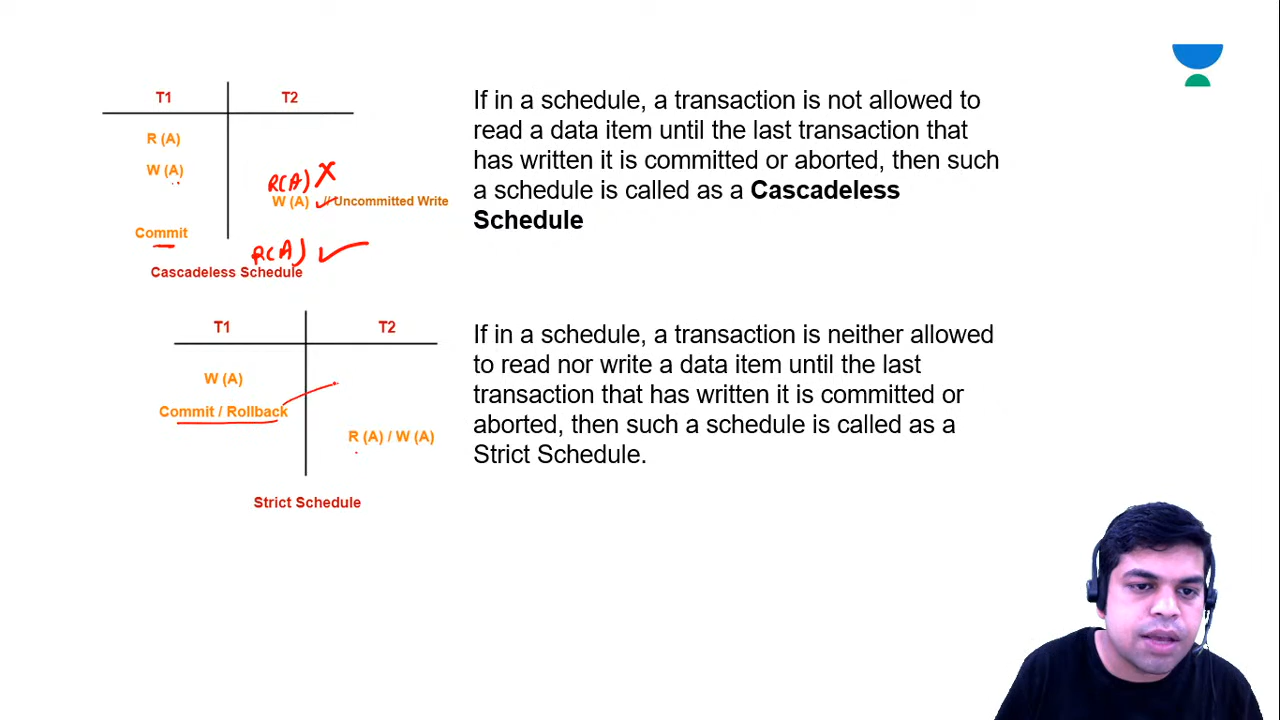 T1 T2
R (A)
W (A)
R(A) X
W (A) // Uncommitted Write
Commit
R(A) ✓
Cascadeless Schedule
If in a schedule, a transaction is not allowed to
read a data item until the last transaction that
has written it is committed or aborted, then such
a schedule is called as a Cascadeless
Schedule
T1 T2
W (A)
Commit / Rollback
R (A) / W (A)
Strict Schedule
If in a schedule, a transaction is neither allowed
to read nor write a data item until the last
transaction that has written it is committed or
aborted, then such a schedule is called as a
Strict Schedule.